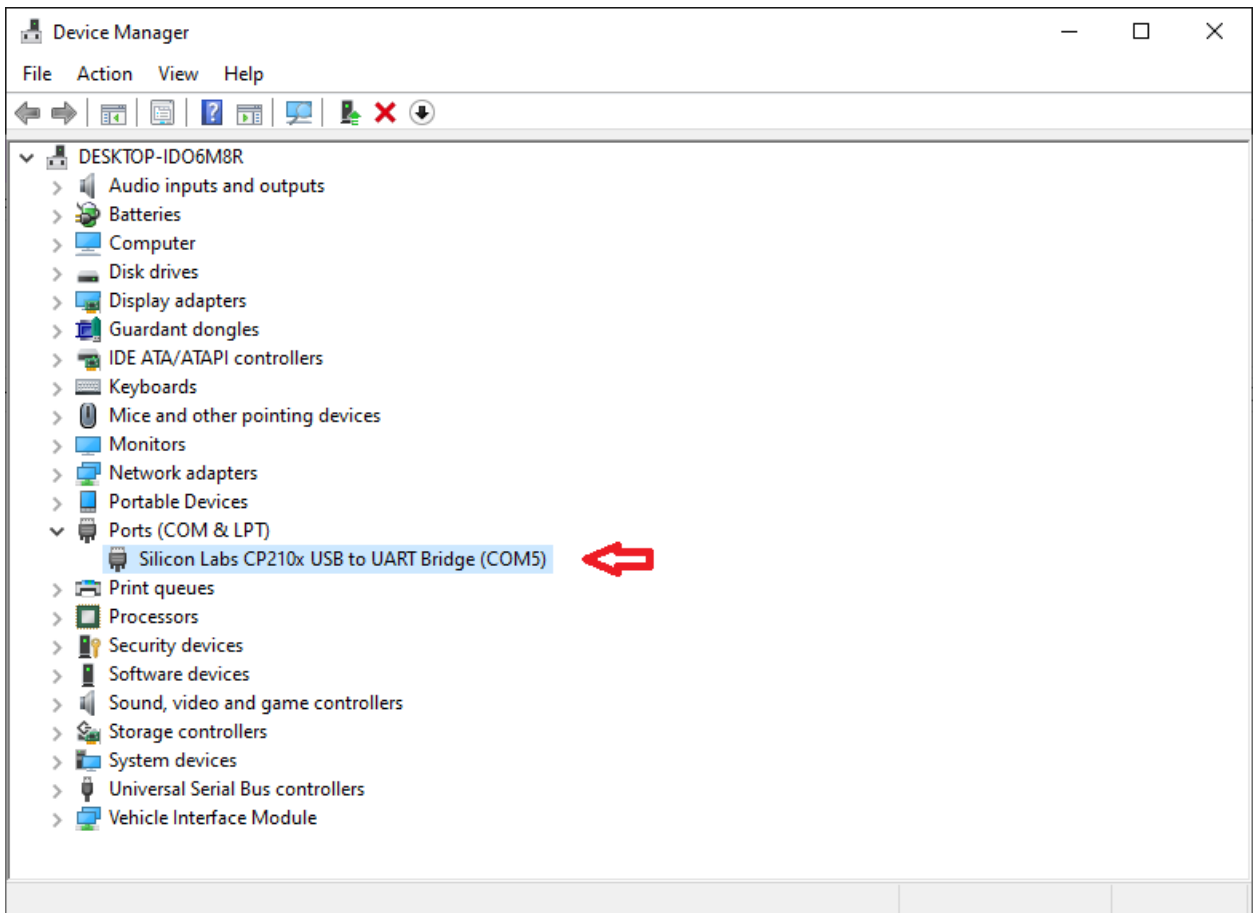 Device Manager
File Action View Help
DESKTOP-IDO6M8R
Audio inputs and outputs
Batteries
Computer
Disk drives
Display adapters
Guardant dongles
IDE ATA/ATAPI controllers
Keyboards
Mice and other pointing devices
Monitors
Network adapters
Portable Devices
Ports (COM & LPT)
Silicon Labs CP210x USB to UART Bridge (COM5)
Print queues
Processors
Security devices
Software devices
Sound, video and game controllers
Storage controllers
System devices
Universal Serial Bus controllers
Vehicle Interface Module